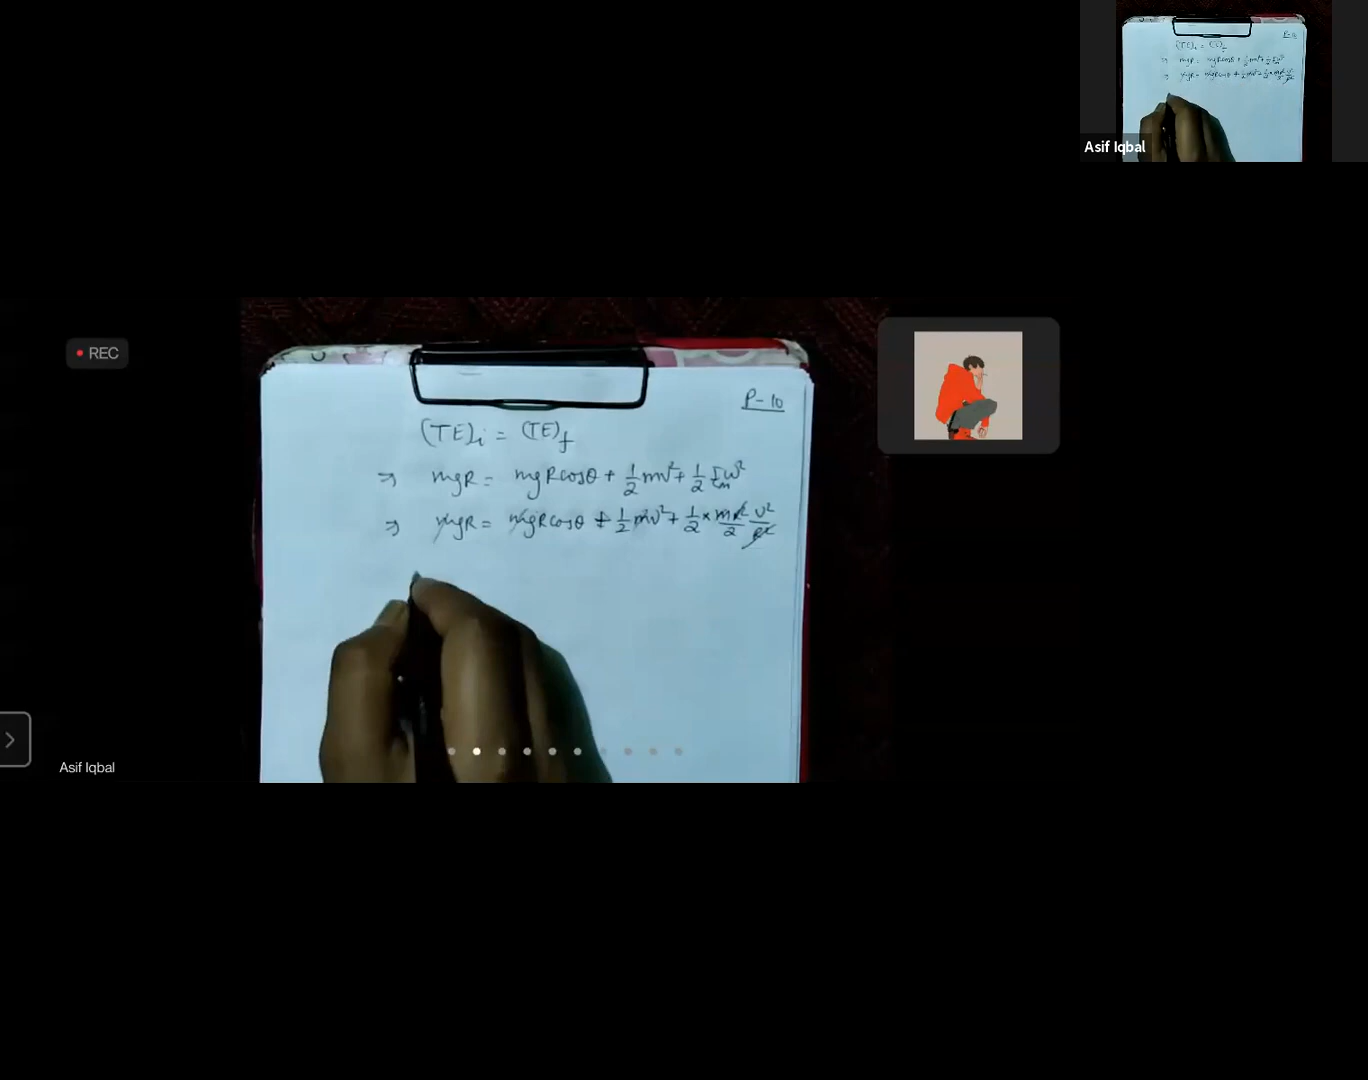 P-10
(TE)i = (TE)f
⇒ mgR = mgRcosθ + 1/2 mv² + 1/2 Iₘω²
⇒ mgR = mgRcosθ + 1/2 mv² + 1/2 × mR²/2 v²/R²
REC
Asif Iqbal
Asif Iqbal